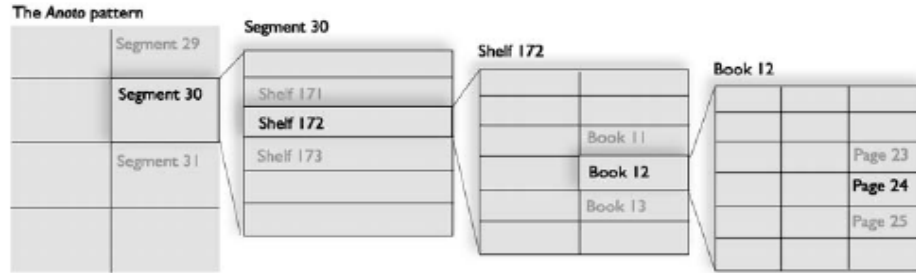 The Anoto pattern
Segment 29
Segment 30
Segment 31
Segment 30
Shelf 171
Shelf 172
Shelf 173
Shelf 172
Book 11
Book 12
Book 13
Book 12
Page 23
Page 24
Page 25